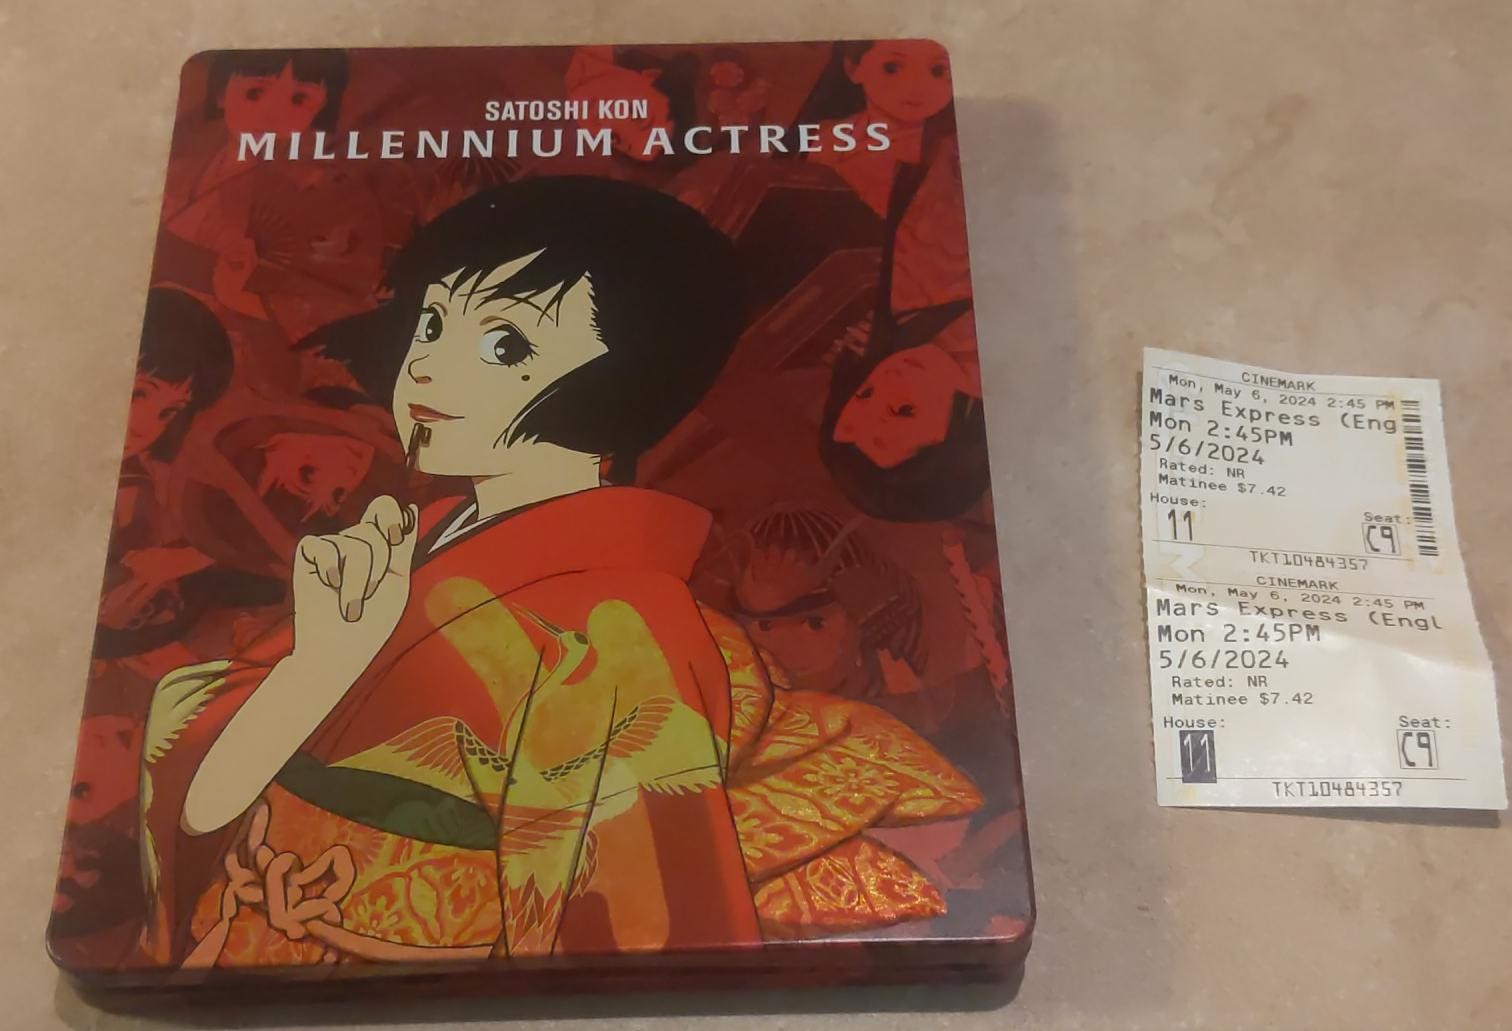 SATOSHI KON
MILLENNIUM ACTRESS
CINEMARK
Mon, May 6, 2024 2:45 PM
Mars Express (Eng
Mon 2:45PM
5/6/2024
Rated: NR
Matinee $7.42
House:
Seat:
11
C9
TKT10484357
CINEMARK
Mon, May 6, 2024 2:45 PM
Mars Express (Engl
Mon 2:45PM
5/6/2024
Rated: NR
Matinee $7.42
House:
Seat:
11
C9
TKT10484357